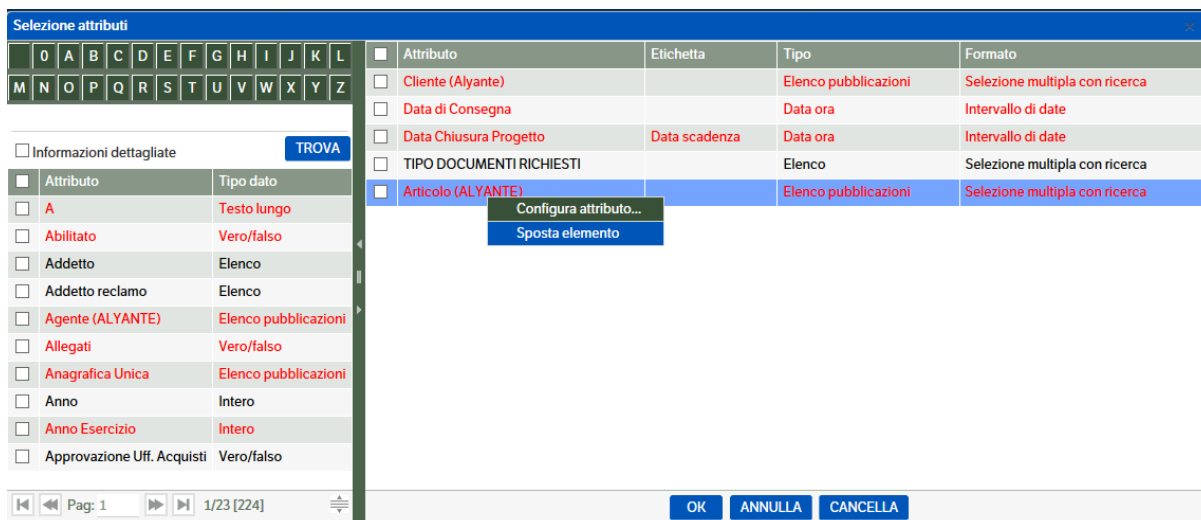 Selezione attributi
0 A B C D E F G H I J K L
M N O P Q R S T U V W X Y Z
Informazioni dettagliate TROVA
Attributo Tipo dato
A Testo lungo
Abilitato Vero/falso
Addetto Elenco
Addetto reclamo Elenco
Agente (ALYANTE) Elenco pubblicazioni
Allegati Vero/falso
Anagrafica Unica Elenco pubblicazioni
Anno Intero
Anno Esercizio Intero
Approvazione Uff. Acquisti Vero/falso
Pag: 1 1/23 [224]
Attributo Etichetta Tipo Formato
Cliente (Alyante) Elenco pubblicazioni Selezione multipla con ricerca
Data di Consegna Data ora Intervallo di date
Data Chiusura Progetto Data scadenza Data ora Intervallo di date
TIPO DOCUMENTI RICHIESTI Elenco Selezione multipla con ricerca
Articolo (ALYANTE) Elenco pubblicazioni Selezione multipla con ricerca
Configura attributo...
Sposta elemento
OK ANNULLA CANCELLA